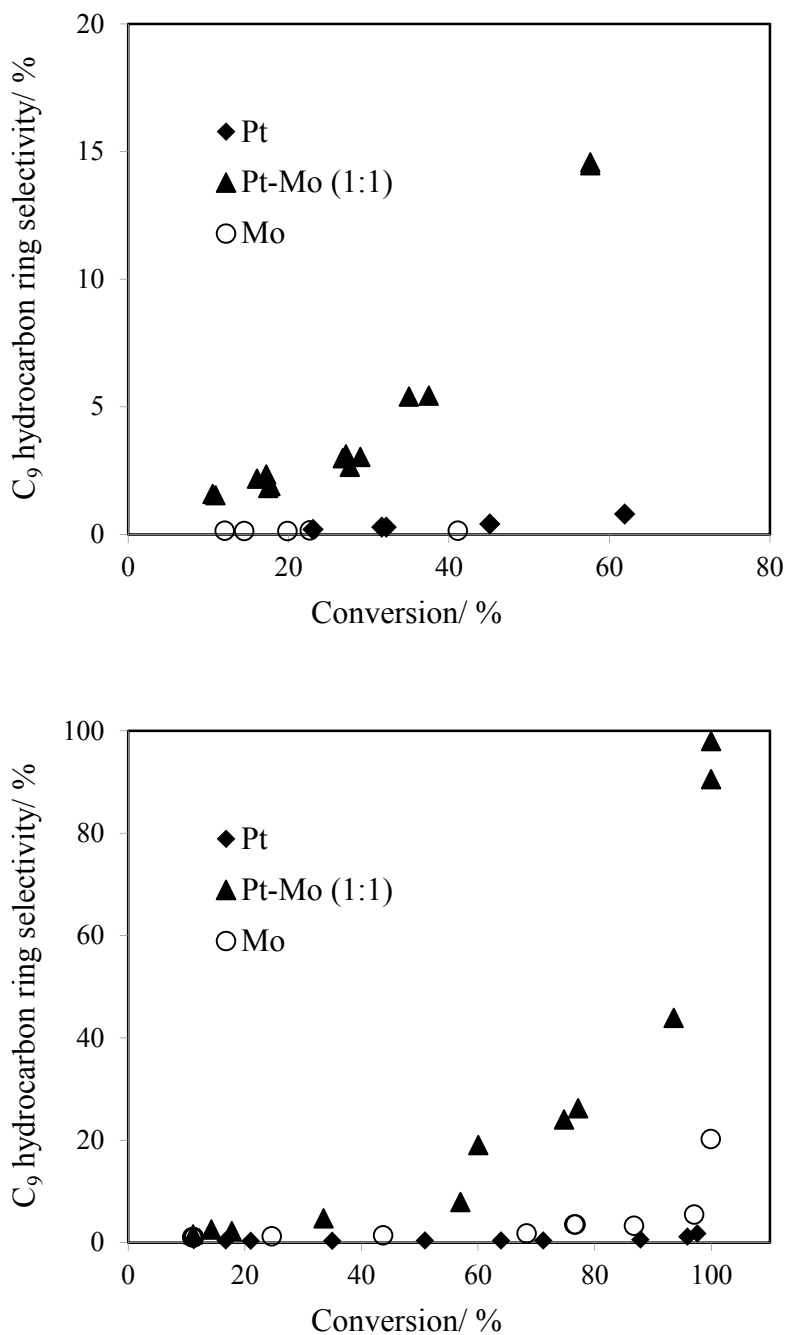 C₉ hydrocarbon ring selectivity/ %
20
15
10
5
0
Pt
Pt-Mo (1:1)
Mo
0 20 40 60 80
Conversion/ %
C₉ hydrocarbon ring selectivity/ %
100
80
60
40
20
0
Pt
Pt-Mo (1:1)
Mo
0 20 40 60 80 100
Conversion/ %